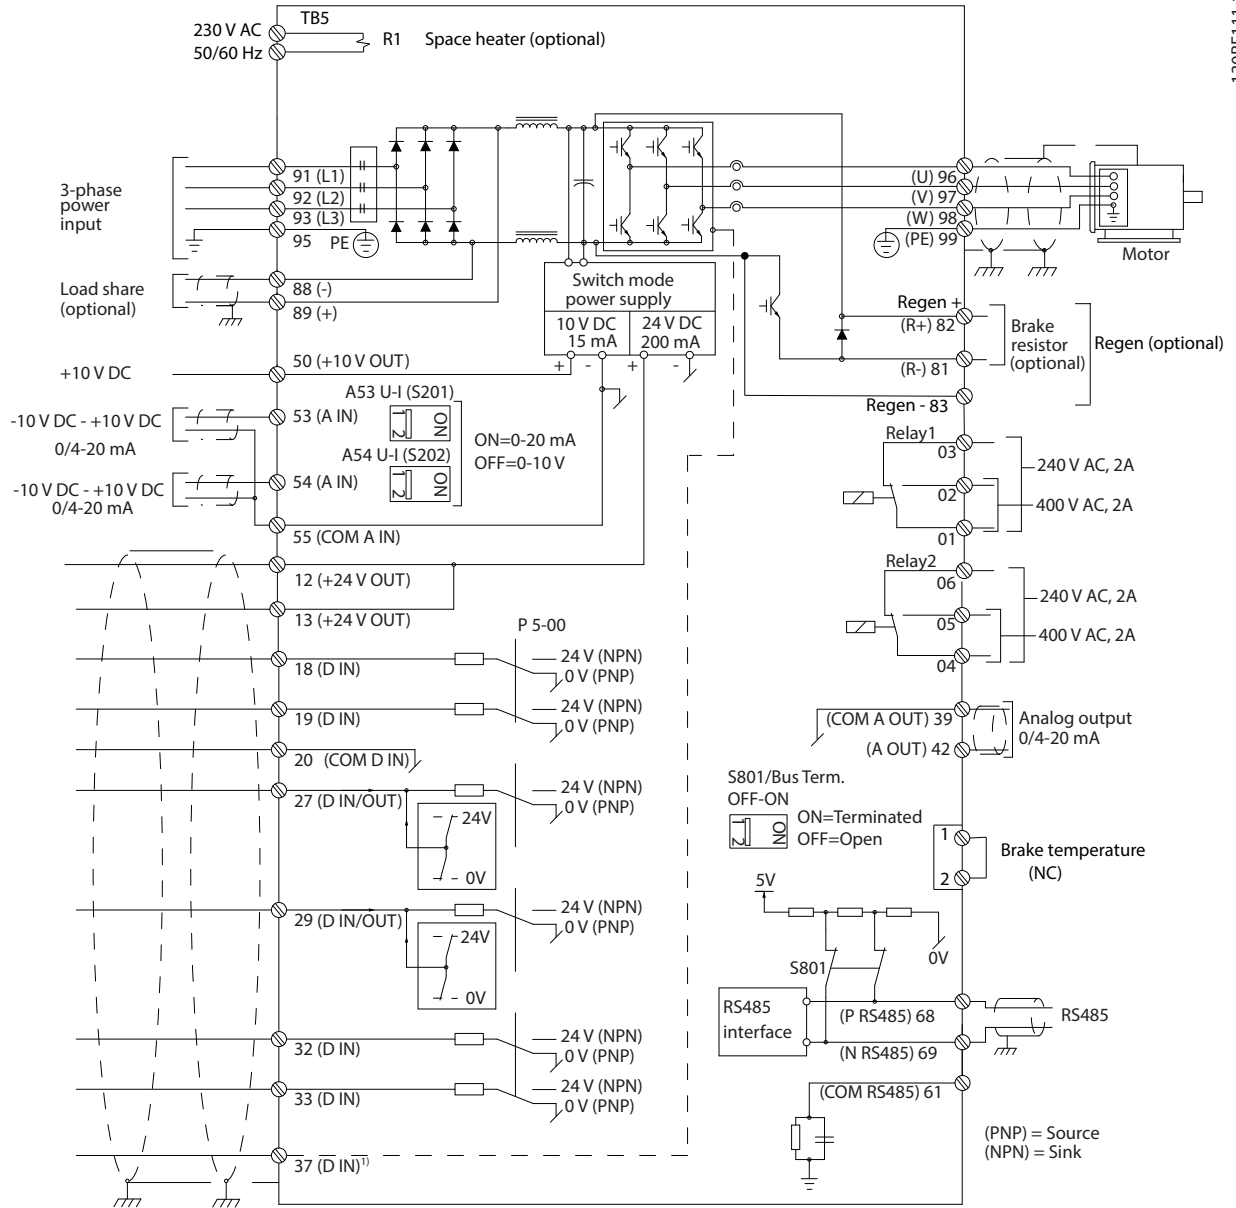 TB5
230 V AC
50/60 Hz
R1
Space heater (optional)
3-phase
power
input
91 (L1)
92 (L2)
93 (L3)
95
PE
(U) 96
(V) 97
(W) 98
(PE) 99
Motor
Load share
(optional)
88 (-)
89 (+)
Switch mode
power supply
10 V DC
15 mA
24 V DC
200 mA
+
-
+
-
Regen +
(R+) 82
Brake
resistor
(optional)
Regen (optional)
(R-) 81
Regen - 83
+10 V DC
50 (+10 V OUT)
A53 U-I (S201)
1 2
ON
-10 V DC - +10 V DC
0/4-20 mA
53 (A IN)
ON=0-20 mA
OFF=0-10 V
A54 U-I (S202)
1 2
ON
-10 V DC - +10 V DC
0/4-20 mA
54 (A IN)
55 (COM A IN)
Relay1
03
240 V AC, 2A
02
400 V AC, 2A
01
Relay2
06
240 V AC, 2A
05
400 V AC, 2A
04
12 (+24 V OUT)
13 (+24 V OUT)
P 5-00
18 (D IN)
24 V (NPN)
0 V (PNP)
19 (D IN)
24 V (NPN)
0 V (PNP)
20 (COM D IN)
27 (D IN/OUT)
24 V (NPN)
0 V (PNP)
24V
0V
29 (D IN/OUT)
24 V (NPN)
0 V (PNP)
24V
0V
32 (D IN)
24 V (NPN)
0 V (PNP)
33 (D IN)
24 V (NPN)
0 V (PNP)
37 (D IN)1)
(COM A OUT) 39
(A OUT) 42
Analog output
0/4-20 mA
S801/Bus Term.
OFF-ON
1 2
ON
ON=Terminated
OFF=Open
1
2
Brake temperature
(NC)
5V
0V
S801
RS485
interface
(P RS485) 68
(N RS485) 69
RS485
(COM RS485) 61
(PNP) = Source
(NPN) = Sink